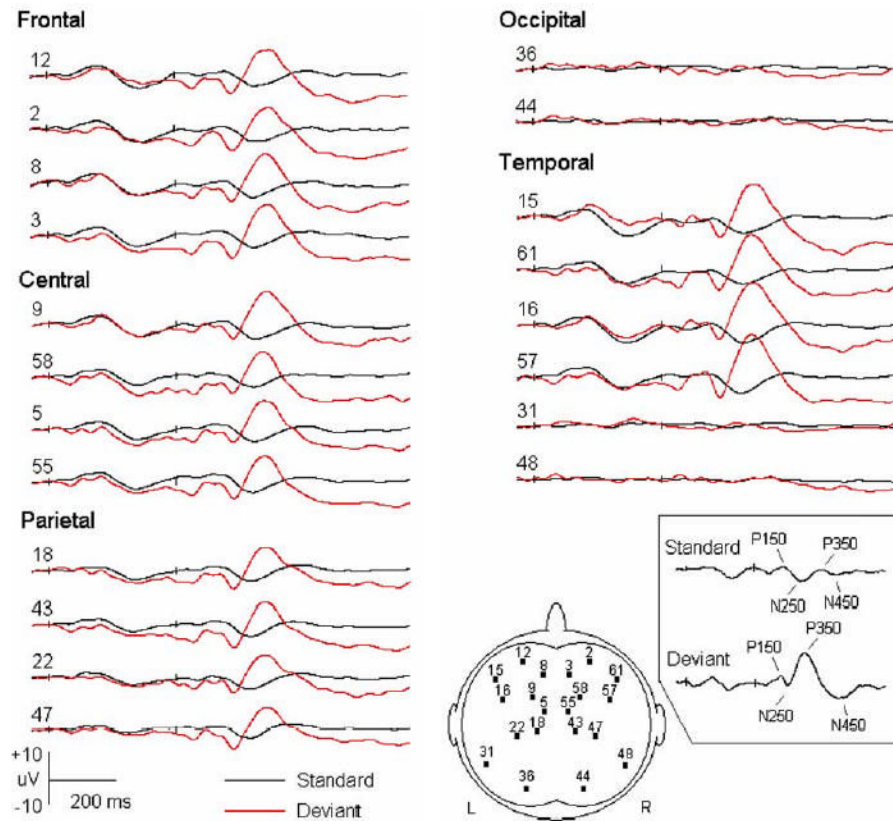 Frontal
12
2
8
3
Central
9
58
5
55
Parietal
18
43
22
47
+10
uV
-10
200 ms
Standard
Deviant
Occipital
36
44
Temporal
15
61
16
57
31
48
Standard
P150
P350
N250
N450
Deviant
P150
P350
N250
N450
12 2
15 8 3 61
16 9 58 57
5 55
22 18 43 47
31 48
36 44
L R